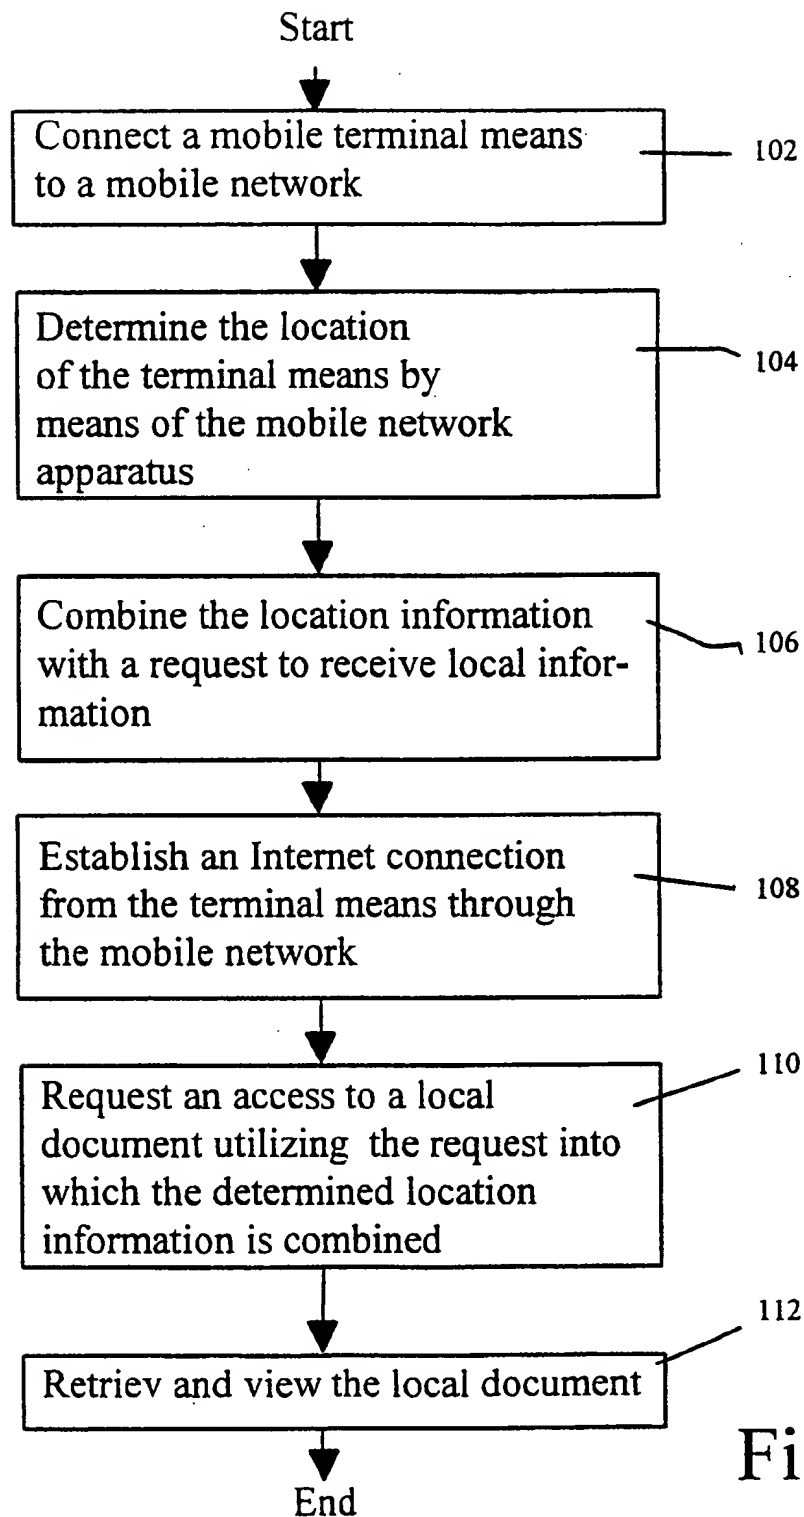 Start
Connect a mobile terminal means
to a mobile network
102
Determine the location
of the terminal means by
means of the mobile network
apparatus
104
Combine the location information
with a request to receive local infor-
mation
106
Establish an Internet connection
from the terminal means through
the mobile network
108
Request an access to a local
document utilizing the request into
which the determined location
information is combined
110
Retriev and view the local document
112
End
Fi